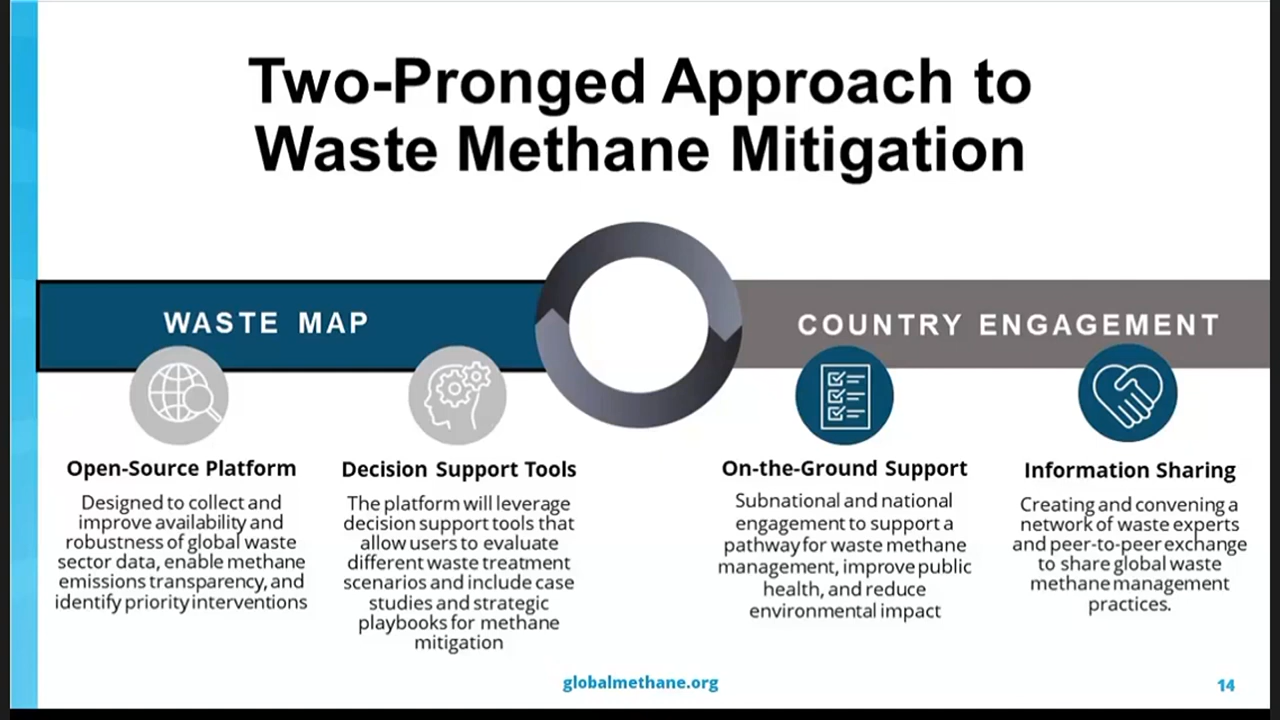 Two-Pronged Approach to
Waste Methane Mitigation
WASTE MAP
COUNTRY ENGAGEMENT
Open-Source Platform
Designed to collect and
improve availability and
robustness of global waste
sector data, enable methane
emissions transparency, and
identify priority interventions
Decision Support Tools
The platform will leverage
decision support tools that
allow users to evaluate
different waste treatment
scenarios and include case
studies and strategic
playbooks for methane
mitigation
On-the-Ground Support
Subnational and national
engagement to support a
pathway for waste methane
management, improve public
health, and reduce
environmental impact
Information Sharing
Creating and convening a
network of waste experts
and peer-to-peer exchange
to share global waste
methane management
practices.
globalmethane.org
14